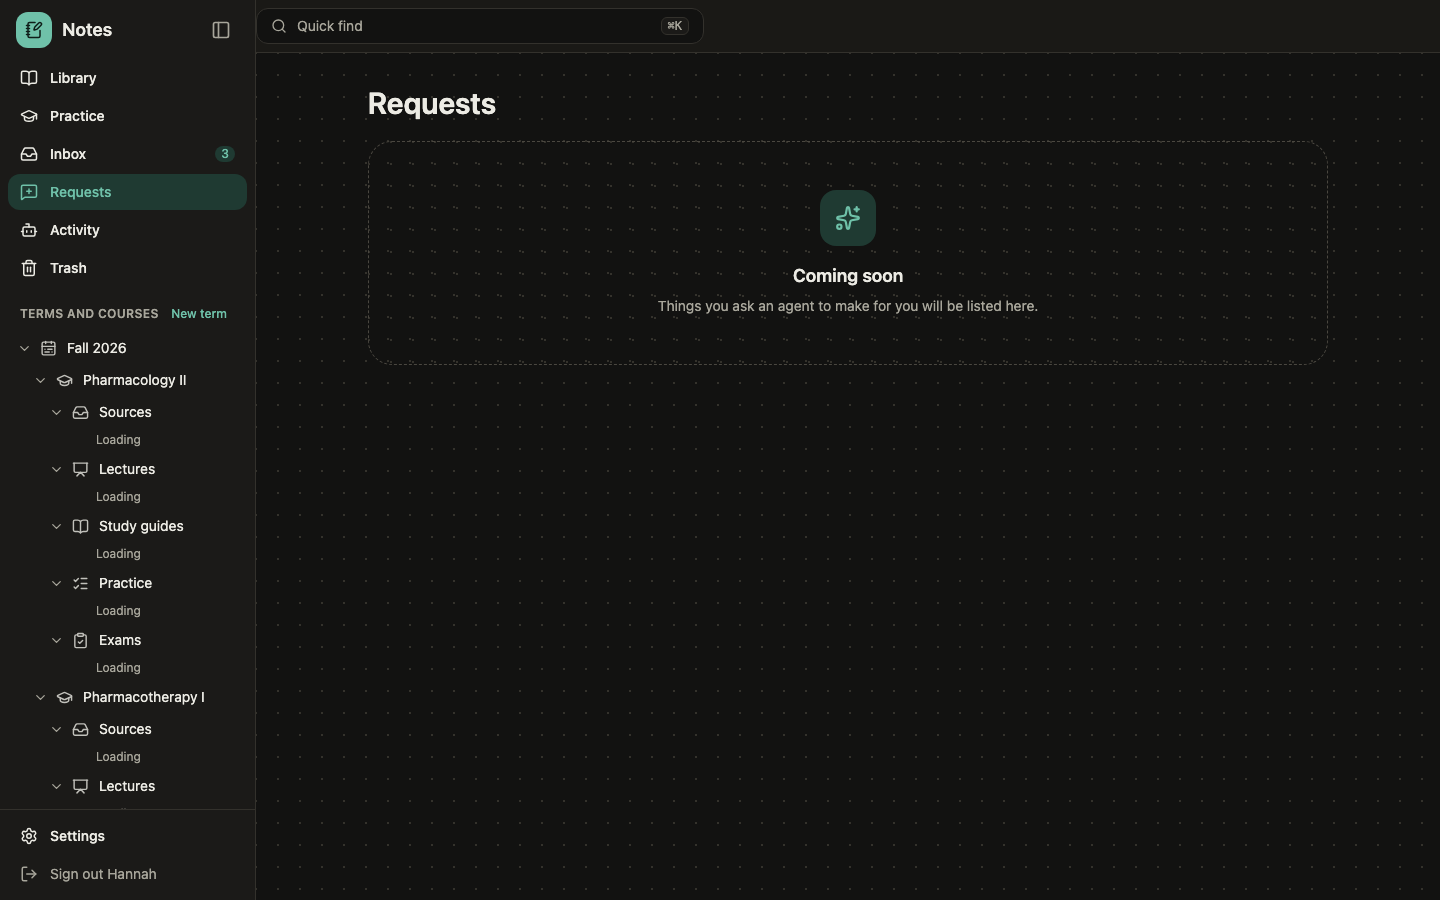 Notes
Quick find
⌘K
Library
Practice
Inbox 3
Requests
Activity
Trash
TERMS AND COURSES New term
Fall 2026
Pharmacology II
Sources
Loading
Lectures
Loading
Study guides
Loading
Practice
Loading
Exams
Loading
Pharmacotherapy I
Sources
Loading
Lectures
Settings
Sign out Hannah
Requests
Coming soon
Things you ask an agent to make for you will be listed here.